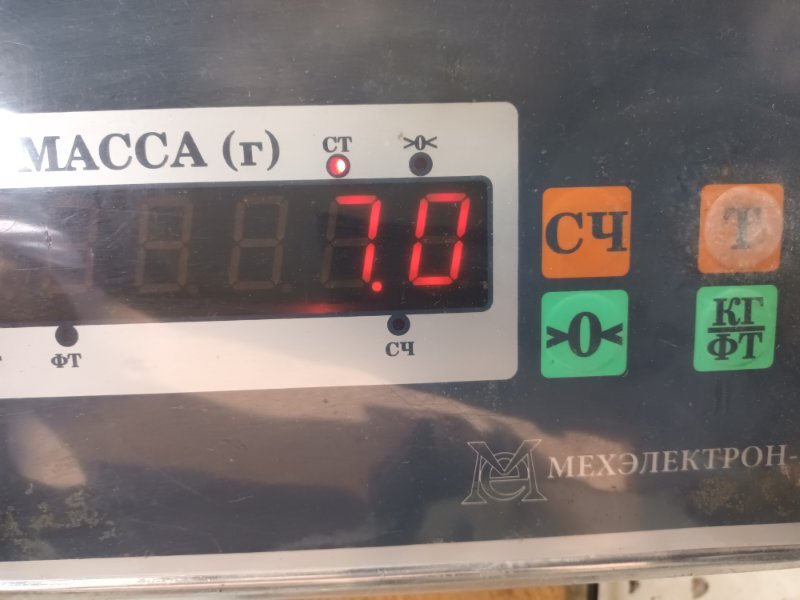 МАССА (г)
СТ
>0<
7.0
ФТ
СЧ
СЧ
Т
>0<
КГ
ФТ
МЕХЭЛЕКТРОН-